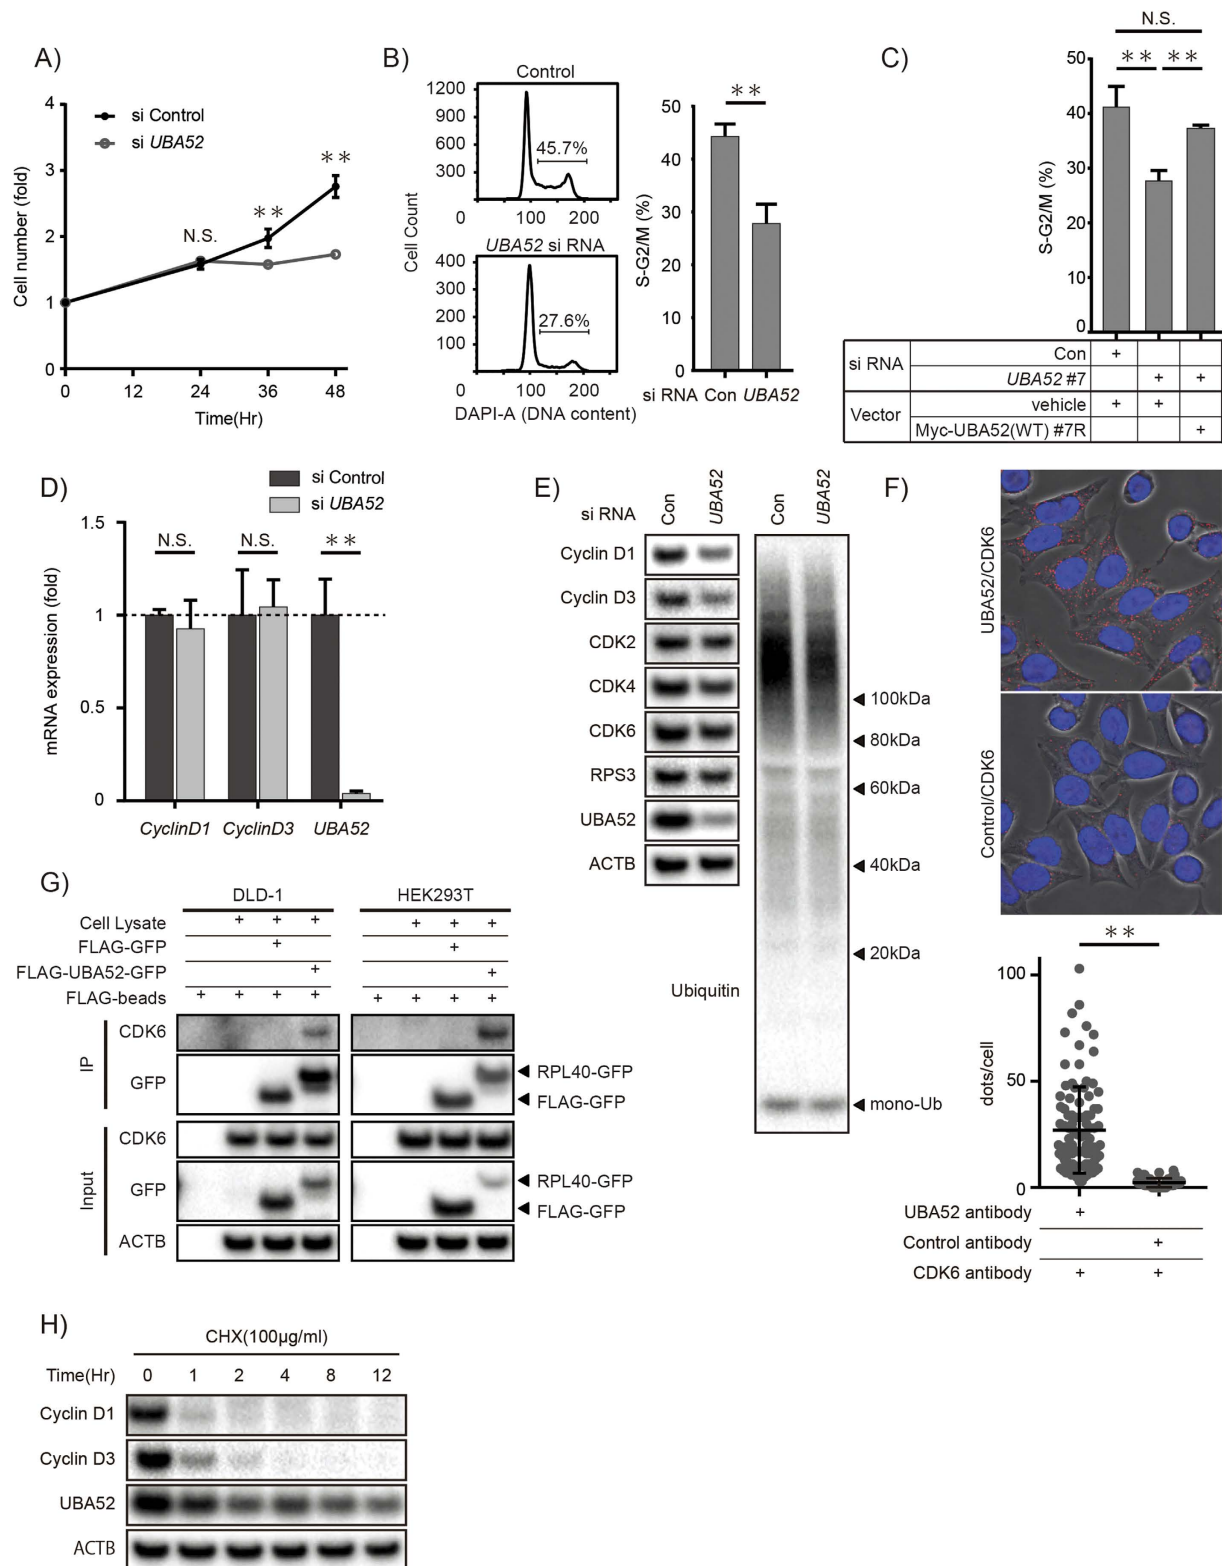 A)
si Control
si UBA52
4
3
2
1
0
N.S.
**
**
Cell number (fold)
0 12 24 36 48
Time(Hr)
B)
Control
1200
900
600
300
0 100 200
45.7%
Cell Count
UBA52 si RNA
400
300
200
100
0 100 200
27.6%
DAPI-A (DNA content)
50
40
30
20
10
0
**
S-G2/M (%)
si RNA Con UBA52
C)
N.S.
** **
50
40
30
20
10
0
S-G2/M (%)
si RNA Con +
UBA52 #7 + +
Vector vehicle + +
Myc-UBA52(WT) #7R +
D)
si Control
si UBA52
1.5
1
0.5
0
N.S. N.S. **
mRNA expression (fold)
CyclinD1 CyclinD3 UBA52
E)
si RNA Con UBA52 Con UBA52
Cyclin D1
Cyclin D3
CDK2
CDK4
CDK6
RPS3
UBA52
ACTB
100kDa
80kDa
60kDa
40kDa
20kDa
mono-Ub
Ubiquitin
F)
UBA52/CDK6
Control/CDK6
**
100
50
0
dots/cell
UBA52 antibody +
Control antibody +
CDK6 antibody + +
G)
DLD-1 HEK293T
Cell Lysate + + + + + +
FLAG-GFP + +
FLAG-UBA52-GFP + +
FLAG-beads + + + + + + + +
IP
CDK6
GFP
RPL40-GFP
FLAG-GFP
Input
CDK6
GFP
RPL40-GFP
FLAG-GFP
ACTB
H)
CHX(100μg/ml)
Time(Hr) 0 1 2 4 8 12
Cyclin D1
Cyclin D3
UBA52
ACTB